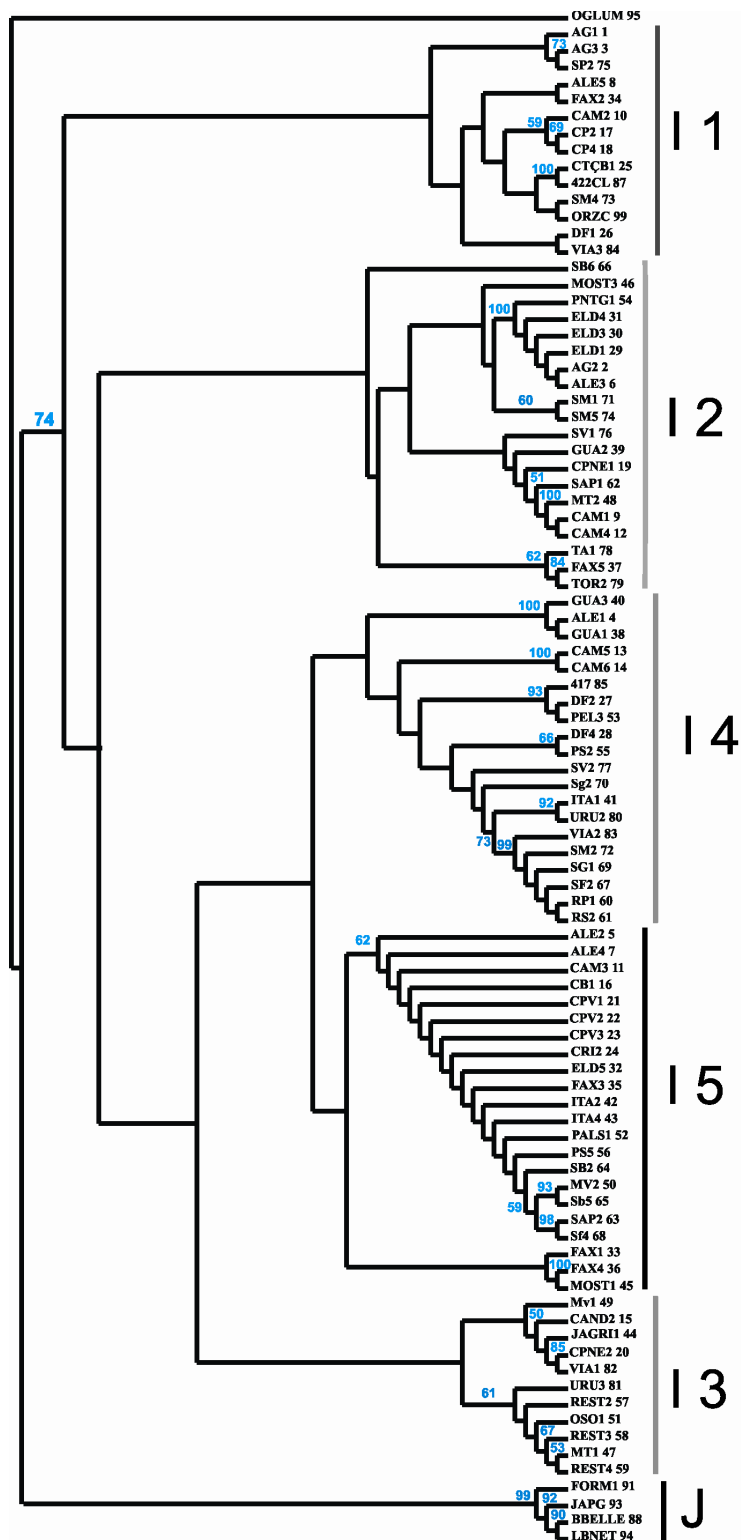 OGLUM 95
AG1 1
73
AG3 3
SP2 75
I 1
ALE5 8
FAX2 34
CAM2 10
59
69
CP2 17
CP4 18
CTÇB1 25
100
422CL 87
SM4 73
ORZC 99
DF1 26
VIA3 84
SB6 66
MOST3 46
PNTG1 54
100
ELD4 31
ELD3 30
ELD1 29
AG2 2
ALE3 6
60
SM1 71
SM5 74
I 2
74
SV1 76
GUA2 39
CPNE1 19
51
SAP1 62
100
MT2 48
CAM1 9
CAM4 12
TA1 78
62
84
FAX5 37
TOR2 79
GUA3 40
100
ALE1 4
GUA1 38
CAM5 13
100
CAM6 14
417 85
93
DF2 27
PEL3 53
DF4 28
66
PS2 55
I 4
SV2 77
Sg2 70
ITA1 41
92
URU2 80
VIA2 83
73
99
SM2 72
SG1 69
SF2 67
RP1 60
RS2 61
ALE2 5
62
ALE4 7
CAM3 11
CB1 16
CPV1 21
CPV2 22
CPV3 23
CRI2 24
ELD5 32
I 5
FAX3 35
ITA2 42
ITA4 43
PALS1 52
PS5 56
SB2 64
MV2 50
93
Sb5 65
59
SAP2 63
98
Sf4 68
FAX1 33
100
FAX4 36
MOST1 45
Mv1 49
50
CAND2 15
JAGRI1 44
85
CPNE2 20
VIA1 82
URU3 81
61
I 3
REST2 57
OSO1 51
67
REST3 58
53
MT1 47
REST4 59
FORM1 91
99
92
JAPG 93
90
BBELLE 88
J
LBNET 94